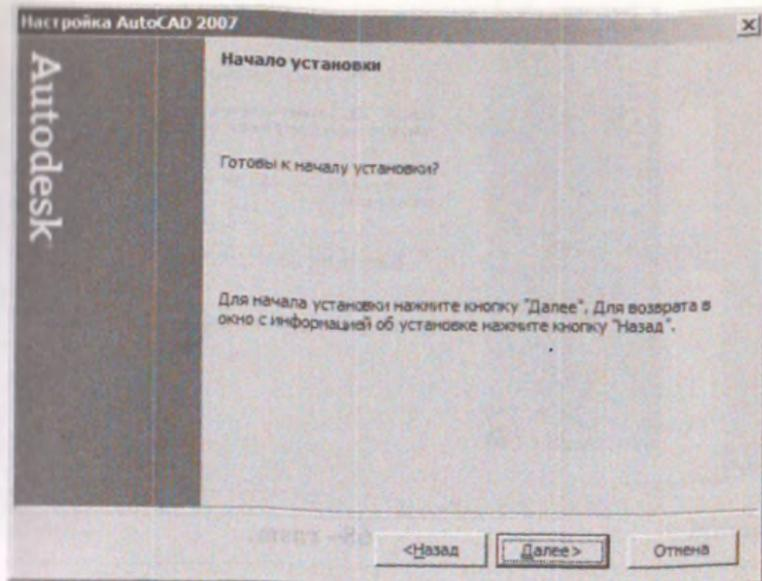 Настройка AutoCAD 2007
Autodesk
Начало установки
Готовы к началу установки?
Для начала установки нажмите кнопку "Далее". Для возврата в
окно с информацией об установке нажмите кнопку "Назад".
<Назад
Далее>
Отмена